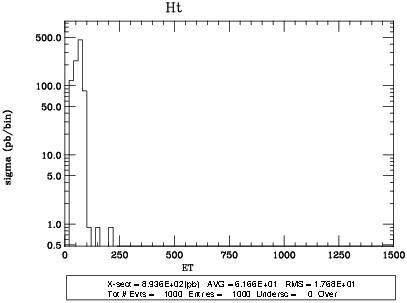 Ht
500.0
100.0
50.0
10.0
5.0
1.0
0.5
sigma (pb/bin)
0 250 500 750 1000 1250 1500
ET
X-sect = 8.936E+02(pb) AVG = 6.166E+01 RMS = 1.768E+01
Tot # Evts = 1000 Entries = 1000 Undersc = 0 Over